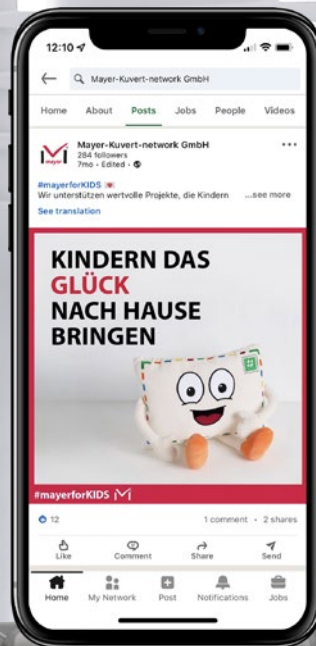 12:10
Mayer-Kuvert-network GmbH
Home About Posts Jobs People Videos
mayer
Mayer-Kuvert-network GmbH
284 followers
7mo • Edited •
#mayerforKIDS
Wir unterstützen wertvolle Projekte, die Kindern ...see more
See translation
KINDERN DAS
GLÜCK
NACH HAUSE
BRINGEN
#mayerforKIDS
12 1 comment • 2 shares
Like Comment Share Send
Home My Network Post Notifications Jobs